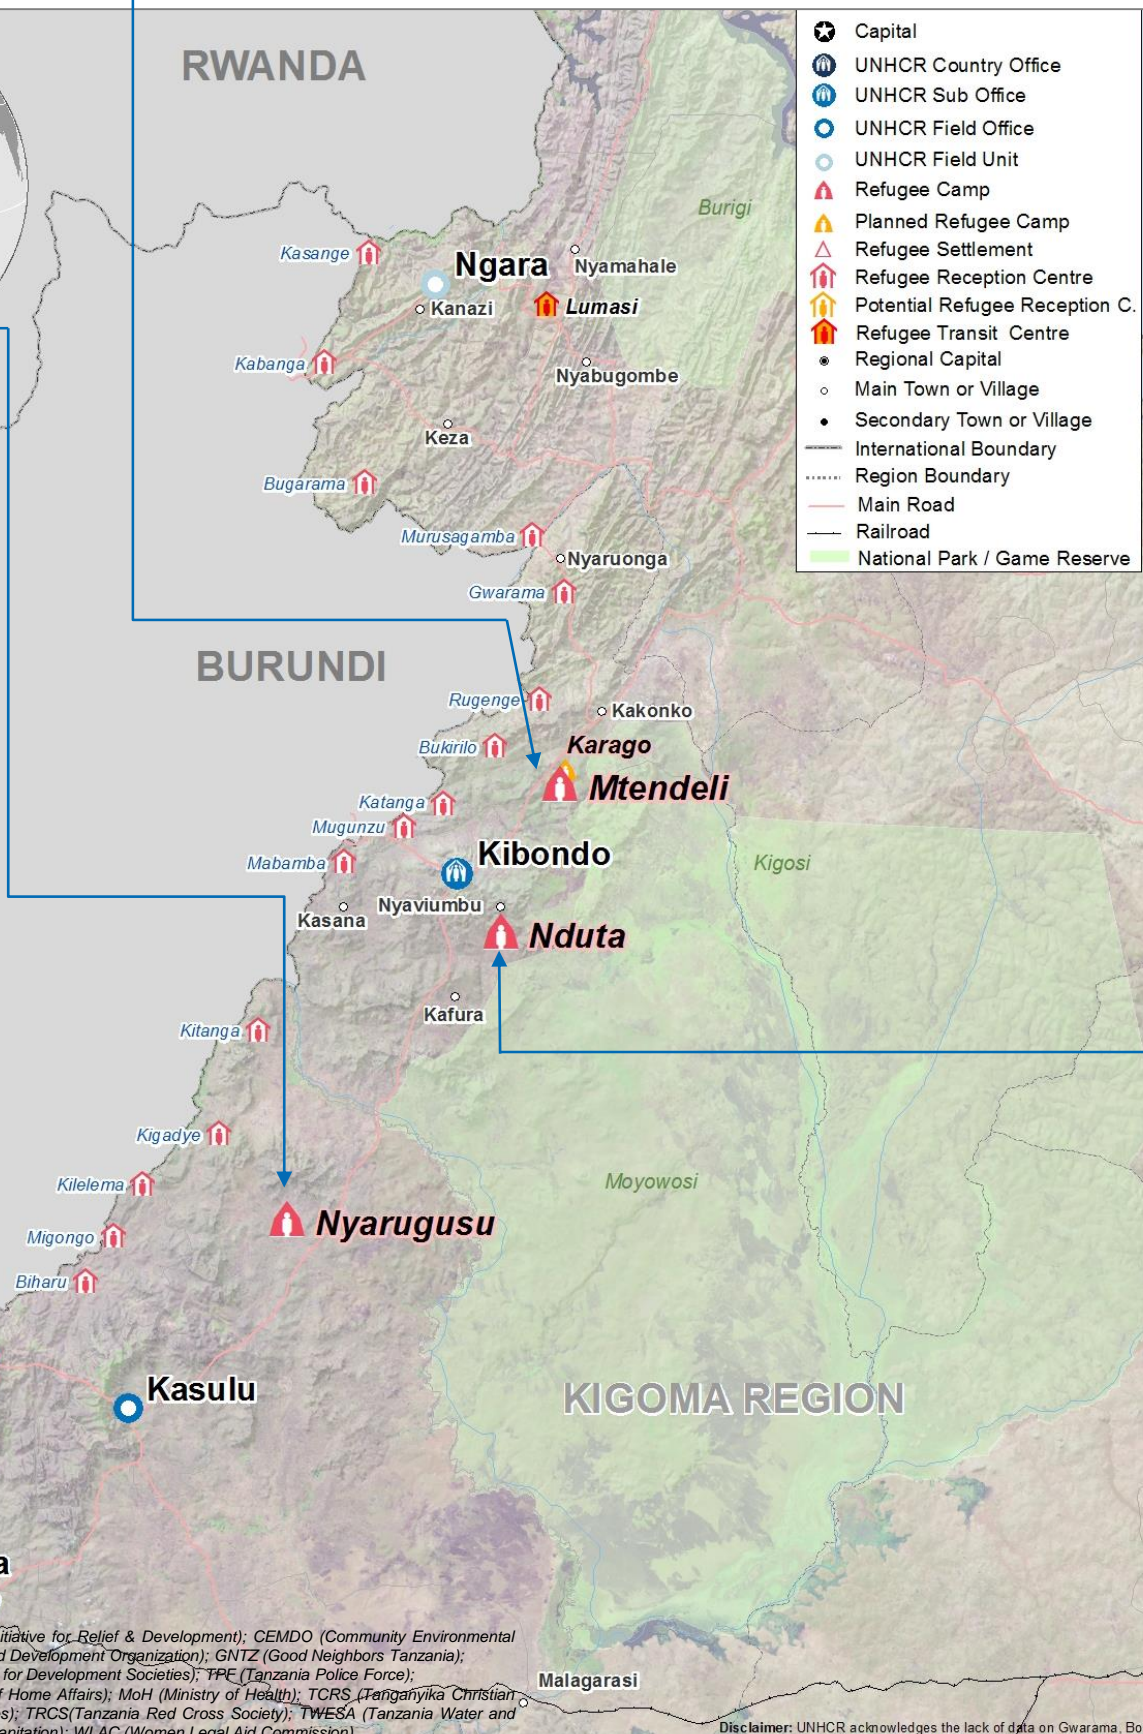 RWANDA
Capital
UNHCR Country Office
UNHCR Sub Office
UNHCR Field Office
UNHCR Field Unit
Refugee Camp
Planned Refugee Camp
Refugee Settlement
Refugee Reception Centre
Potential Refugee Reception C.
Refugee Transit Centre
Regional Capital
Main Town or Village
Secondary Town or Village
International Boundary
Region Boundary
Main Road
Railroad
National Park / Game Reserve
Burigi
Kasange
Ngara
Nyamahale
Kanazi
Lumasi
Kabanga
Nyabugombe
Keza
Bugarama
Murusagamba
Nyaruonga
Gwarama
BURUNDI
Rugenge
Kakonko
Bukirilo
Karago
Mtendeli
Katanga
Mugunzu
Kibondo
Mabamba
Kigosi
Nyaviumbu
Kasana
Nduta
Kafura
Kitanga
Kigadye
Kilelema
Moyowosi
Nyarugusu
Migongo
Biharu
Kasulu
KIGOMA REGION
a
itiative for Relief & Development); CEMDO (Community Environmental
d Development Organization); GNTZ (Good Neighbors Tanzania);
for Development Societies); TPF (Tanzania Police Force);
f Home Affairs); MoH (Ministry of Health); TCRS (Tanganyika Christian
es); TRCS(Tanzania Red Cross Society); TWESA (Tanzania Water and
anitation); WLAC (Women Legal Aid Commission)
Malagarasi
Disclaimer: UNHCR acknowledges the lack of data on Gwarama,